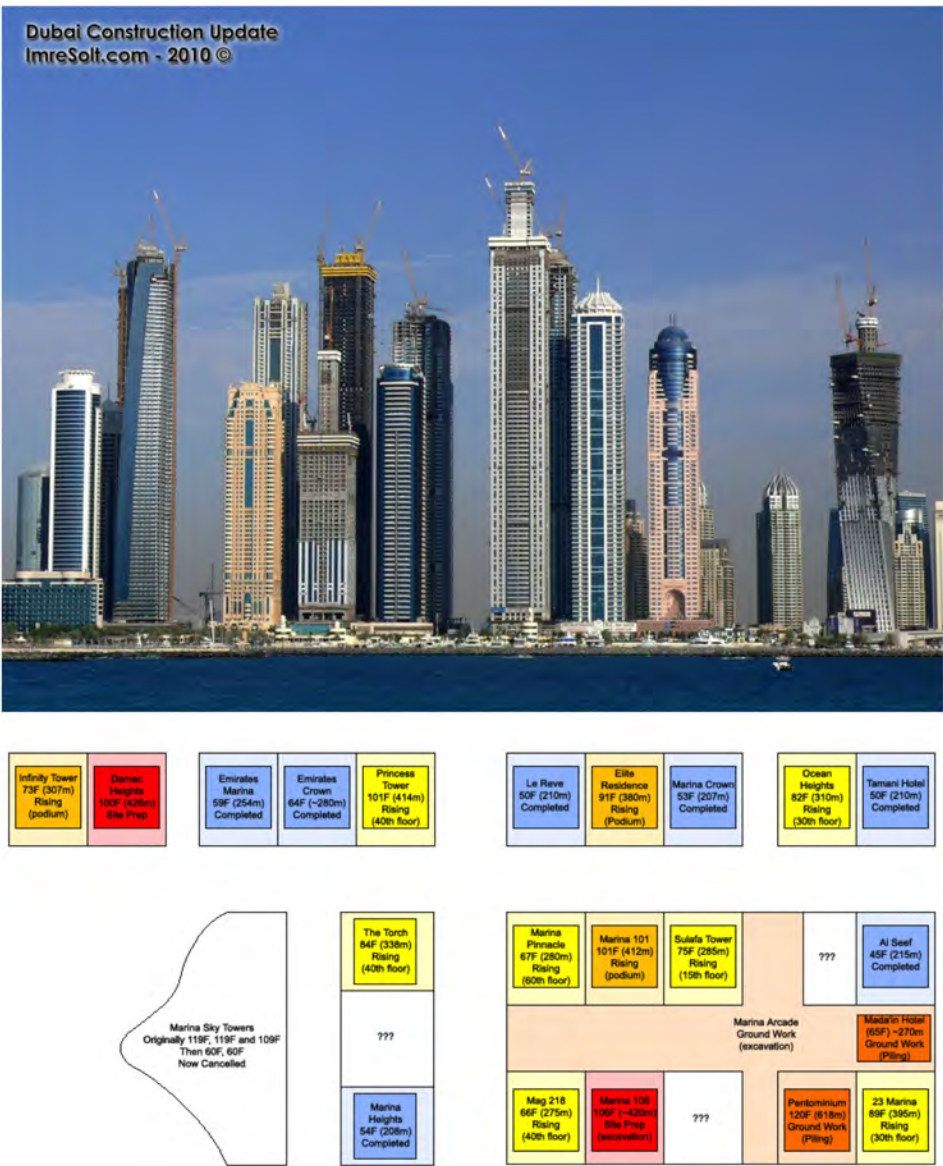 Dubai Construction Update
ImreSolt.com - 2010 ©
Infinity Tower
73F (307m)
Rising
(podium)
Damac
Heights
100F (426m)
Site Prep
Emirates
Marina
59F (254m)
Completed
Emirates
Crown
64F (~280m)
Completed
Princess
Tower
101F (414m)
Rising
(40th floor)
Le Reve
50F (210m)
Completed
Elite
Residence
91F (380m)
Rising
(Podium)
Marina Crown
53F (207m)
Completed
Ocean
Heights
82F (310m)
Rising
(30th floor)
Tamani Hotel
50F (210m)
Completed
Marina Sky Towers
Originally 119F, 119F and 109F
Then 60F, 60F
Now Cancelled
The Torch
84F (338m)
Rising
(40th floor)
???
Marina
Heights
54F (208m)
Completed
Marina
Pinnacle
67F (280m)
Rising
(60th floor)
Marina 101
101F (412m)
Rising
(podium)
Sulafa Tower
75F (285m)
Rising
(15th floor)
???
Al Seef
45F (215m)
Completed
Marina Arcade
Ground Work
(excavation)
Mada'in Hotel
(65F) ~270m
Ground Work
(Piling)
Mag 218
66F (275m)
Rising
(40th floor)
Marina 106
106F (~420m)
Site Prep
(excavation)
???
Pentominium
120F (618m)
Ground Work
(Piling)
23 Marina
89F (395m)
Rising
(30th floor)